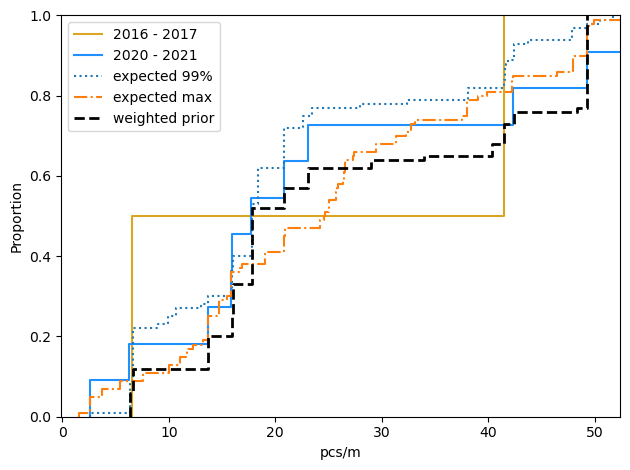 1.0
0.8
0.6
0.4
0.2
0.0
Proportion
2016 - 2017
2020 - 2021
expected 99%
expected max
weighted prior
0 10 20 30 40 50
pcs/m